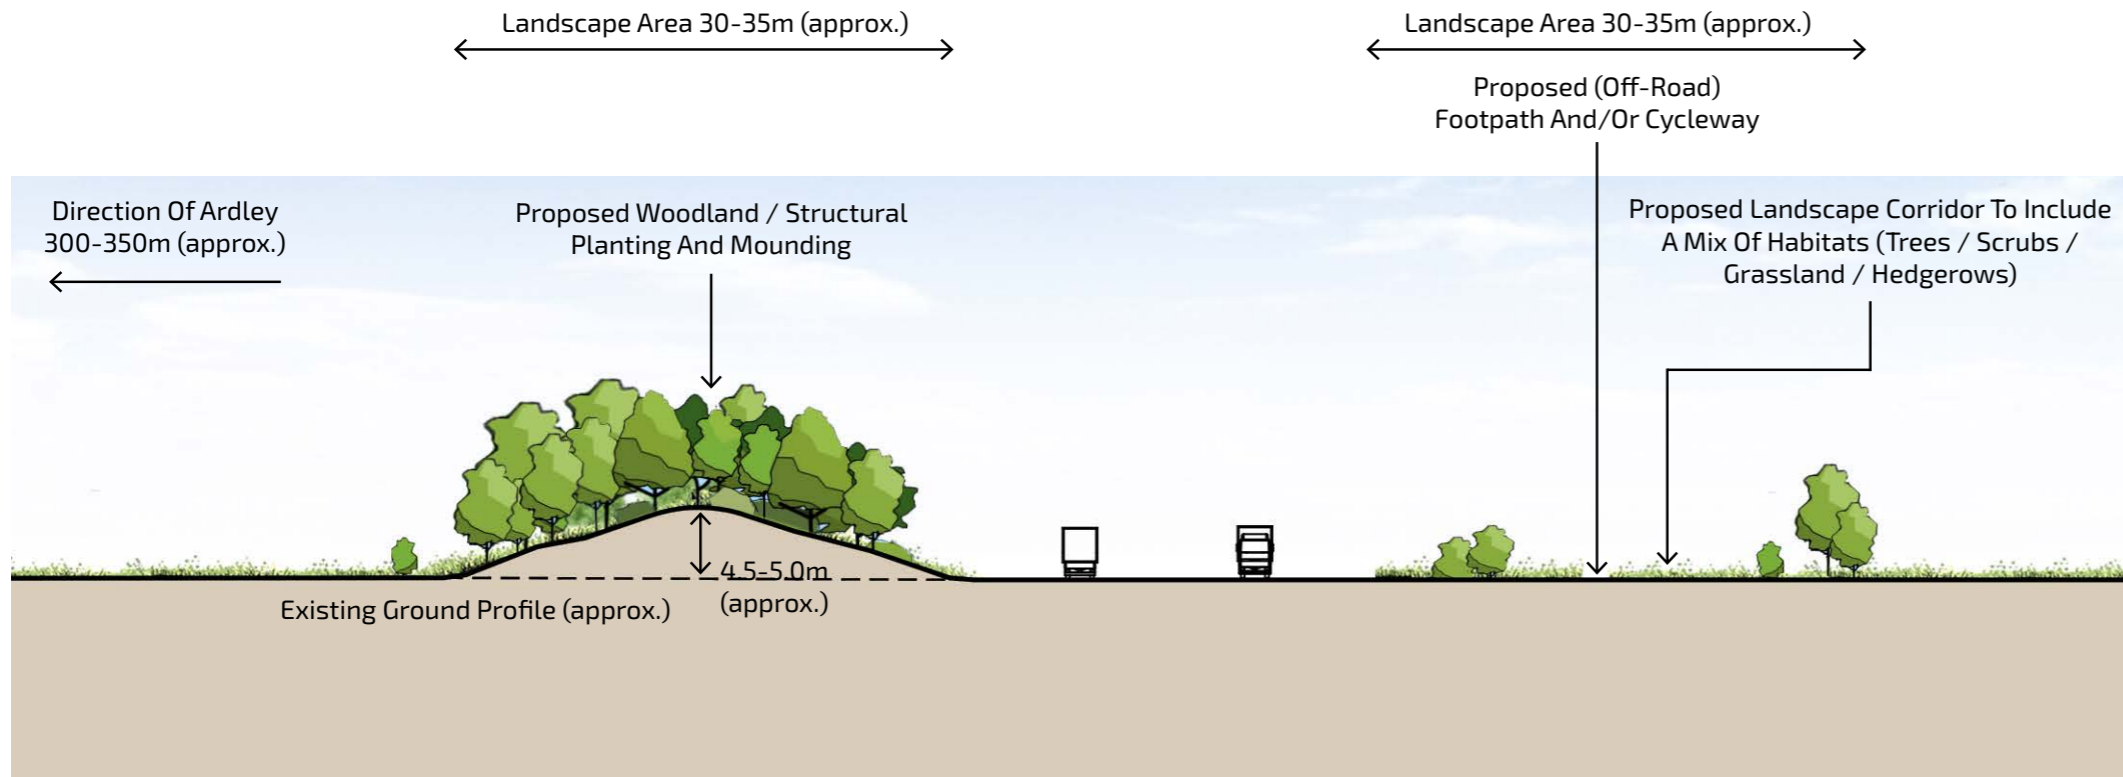 Landscape Area 30-35m (approx.)
Landscape Area 30-35m (approx.)
Proposed (Off-Road)
Footpath And/Or Cycleway
Direction Of Ardley
300-350m (approx.)
Proposed Woodland / Structural
Planting And Mounding
Proposed Landscape Corridor To Include
A Mix Of Habitats (Trees / Scrubs /
Grassland / Hedgerows)
4.5-5.0m
(approx.)
Existing Ground Profile (approx.)